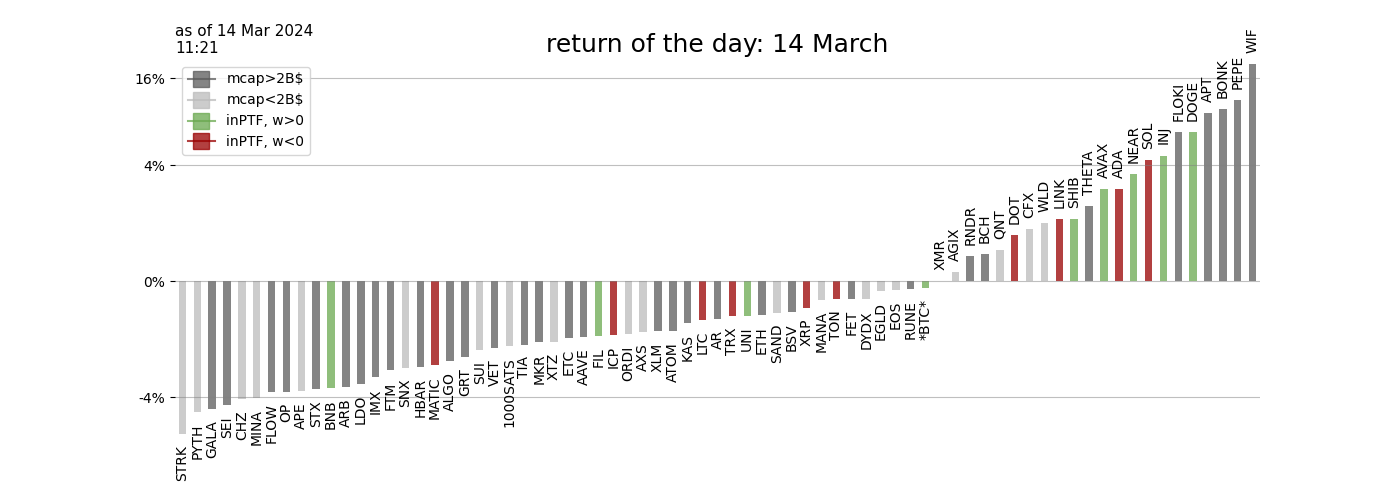 as of 14 Mar 2024
11:21
return of the day: 14 March
mcap>2B$
mcap<2B$
inPTF, w>0
inPTF, w<0
16%
4%
0%
-4%
STRK
PYTH
GALA
SEI
CHZ
MINA
FLOW
OP
APE
STX
BNB
ARB
LDO
IMX
FTM
SNX
HBAR
MATIC
ALGO
GRT
SUI
VET
1000SATS
TIA
MKR
XTZ
ETC
AAVE
FIL
ICP
ORDI
AXS
XLM
ATOM
KAS
LTC
AR
TRX
UNI
ETH
SAND
BSV
XRP
MANA
TON
FET
DYDX
EGLD
EOS
RUNE
*BTC*
XMR
AGIX
RNDR
BCH
QNT
DOT
CFX
WLD
LINK
SHIB
THETA
AVAX
ADA
NEAR
SOL
INJ
FLOKI
DOGE
APT
BONK
PEPE
WIF